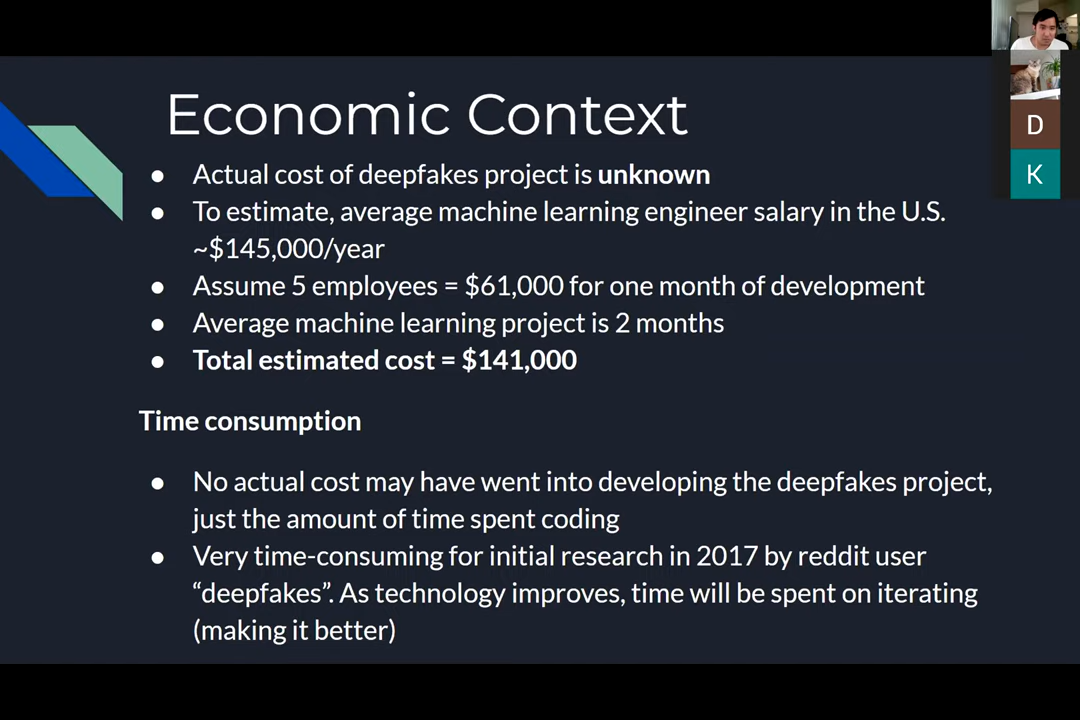 Economic Context
● Actual cost of deepfakes project is unknown
● To estimate, average machine learning engineer salary in the U.S.
~$145,000/year
● Assume 5 employees = $61,000 for one month of development
● Average machine learning project is 2 months
● Total estimated cost = $141,000
Time consumption
● No actual cost may have went into developing the deepfakes project,
just the amount of time spent coding
● Very time-consuming for initial research in 2017 by reddit user
“deepfakes”. As technology improves, time will be spent on iterating
(making it better)
D
K